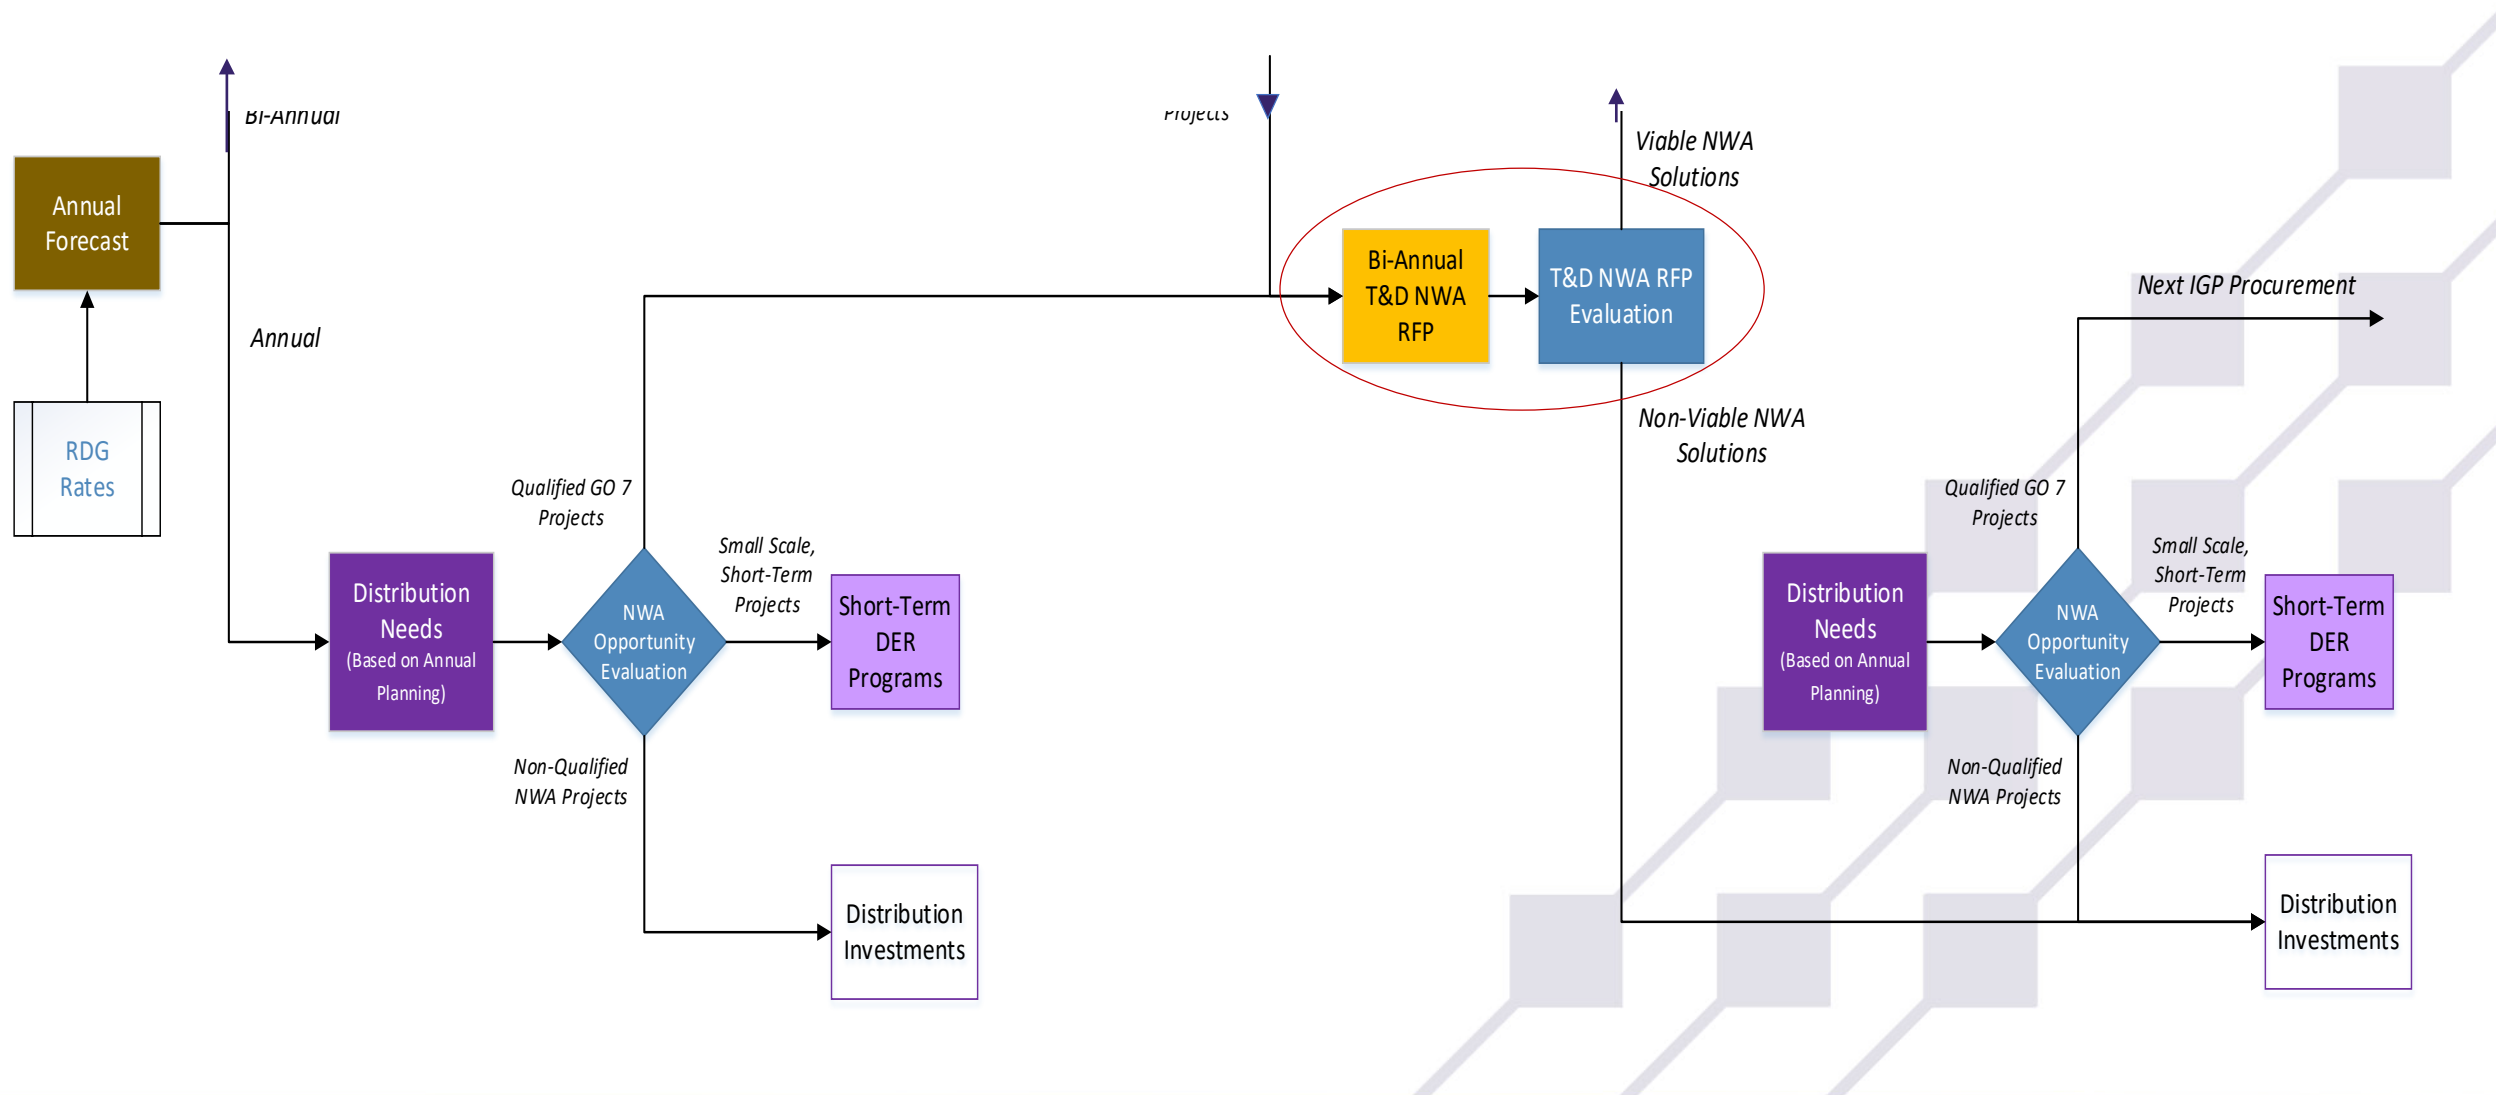 Bi-Annual
Projects
Viable NWA
Solutions
Annual
Forecast
Bi-Annual
T&D NWA
RFP
T&D NWA RFP
Evaluation
Next IGP Procurement
Annual
Non-Viable NWA
Solutions
RDG
Rates
Qualified GO 7
Projects
Small Scale,
Short-Term
Projects
Distribution
Needs
(Based on Annual
Planning)
NWA
Opportunity
Evaluation
Short-Term
DER
Programs
Non-Qualified
NWA Projects
Distribution
Investments
Qualified GO 7
Projects
Small Scale,
Short-Term
Projects
Distribution
Needs
(Based on Annual
Planning)
NWA
Opportunity
Evaluation
Short-Term
DER
Programs
Non-Qualified
NWA Projects
Distribution
Investments